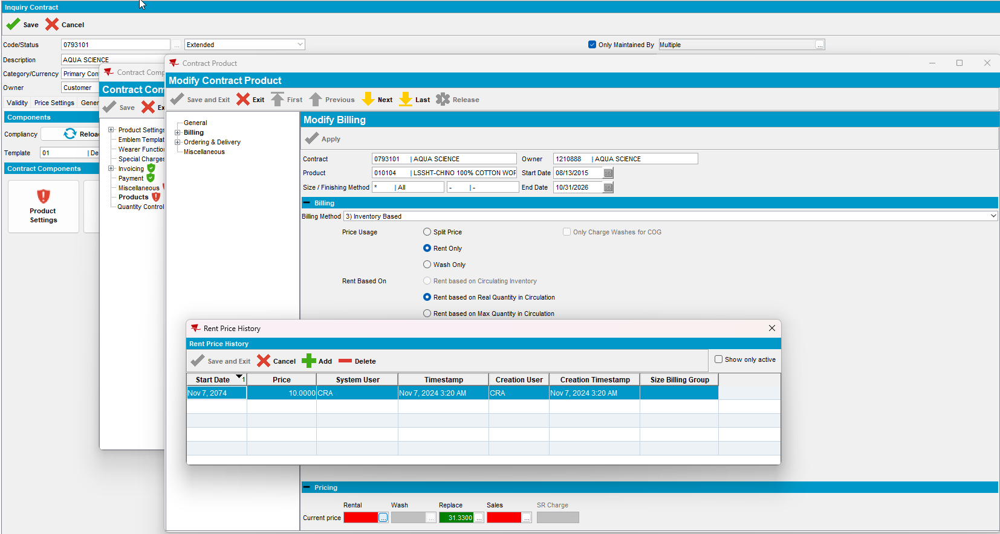 Inquiry Contract
Save Cancel
Code/Status 0793101 ... Extended Only Maintained By Multiple ...
Description AQUA SCIENCE
Category/Currency Primary Con
Owner Customer
Validity Price Settings Gener
Components
Compliancy Reloa
Template 01 | De
Contract Components
Product
Settings
Contract Comp
Contract Com
Save Ex
Product Settings
Emblem Templat
Wearer Function
Special Charges
Invoicing
Payment
Miscellaneous
Products
Quantity Control
Contract Product
Modify Contract Product
Save and Exit Exit First Previous Next Last Release
General
Billing
Ordering & Delivery
Miscellaneous
Modify Billing
Apply
Contract 0793101 | AQUA SCIENCE Owner 1210888 | AQUA SCIENCE
Product 010104 | LSSHT-CHINO 100% COTTON WOR Start Date 08/13/2015
Size / Finishing Method * | All - | - End Date 10/31/2026
Billing
Billing Method 3) Inventory Based
Price Usage Split Price Only Charge Washes for COG
Rent Only
Wash Only
Rent Based On Rent based on Circulating Inventory
Rent based on Real Quantity in Circulation
Rent based on Max Quantity in Circulation
Rent Price History
Rent Price History
Save and Exit Cancel Add Delete Show only active
Start Date 1 Price System User Timestamp Creation User Creation Timestamp Size Billing Group
Nov 7, 2074 10.0000 CRA Nov 7, 2024 3:20 AM CRA Nov 7, 2024 3:20 AM
Pricing
Rental Wash Replace Sales SR Charge
Current price ... ... 31.3300 ... ...